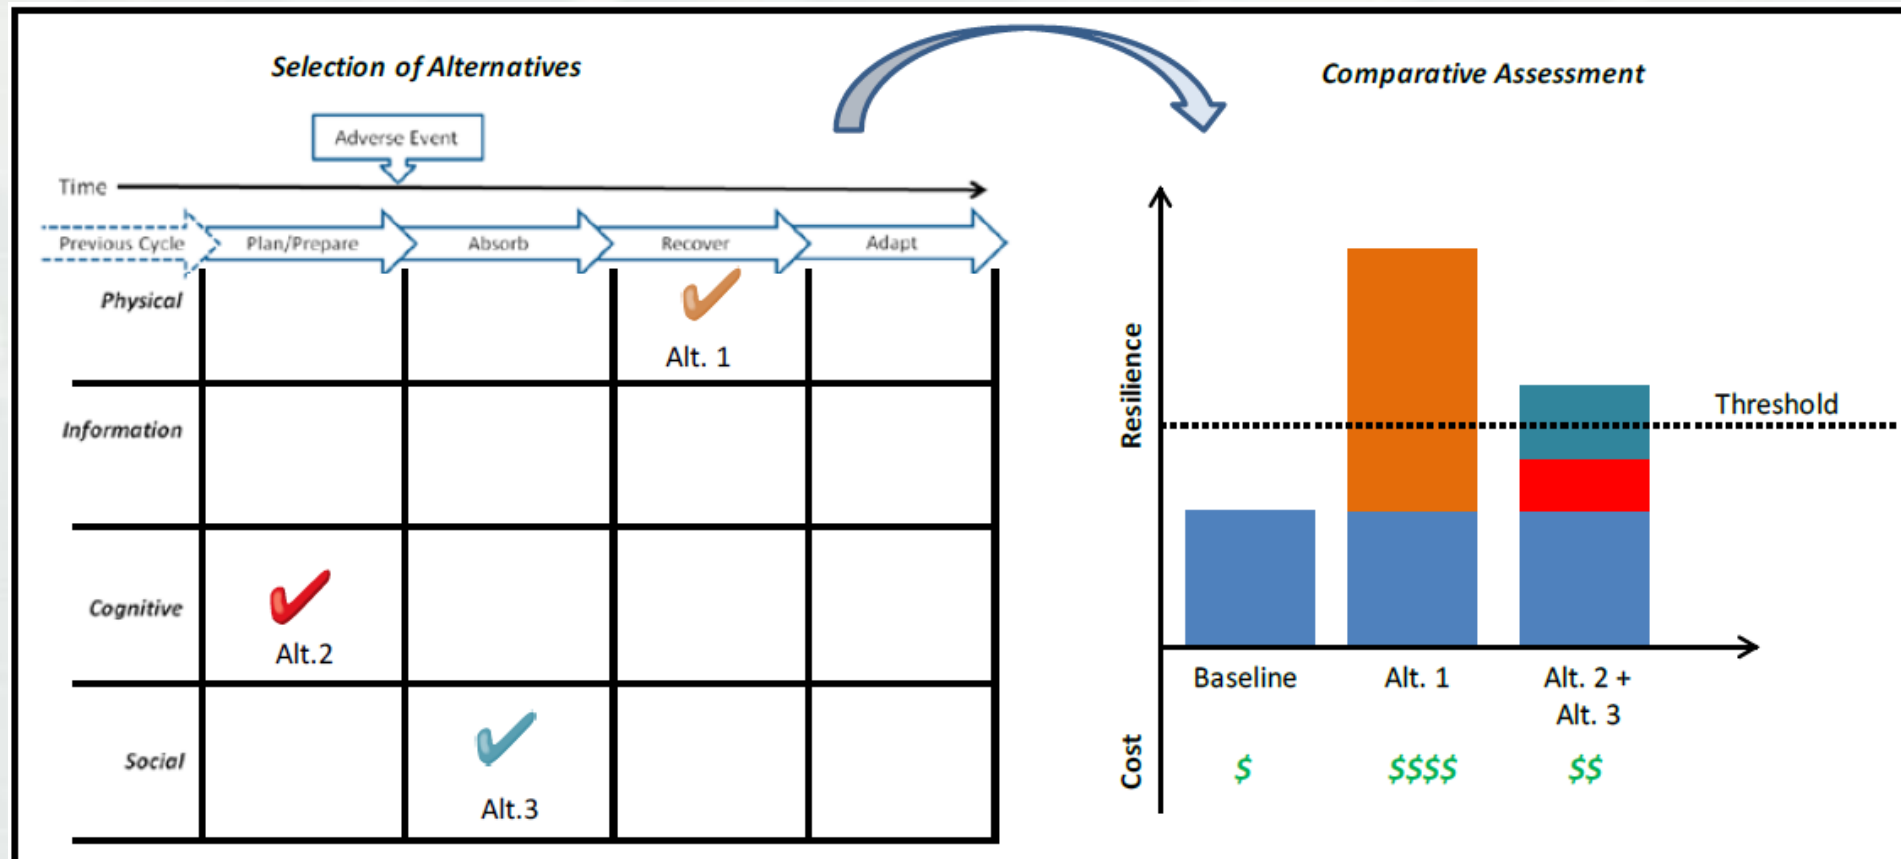 Selection of Alternatives
Adverse Event
Time
Previous Cycle
Plan/Prepare
Absorb
Recover
Adapt
Physical
Alt. 1
Information
Cognitive
Alt.2
Social
Alt.3
Comparative Assessment
Resilience
Threshold
Baseline
Alt. 1
Alt. 2 +
Alt. 3
Cost
$
$$$$
$$